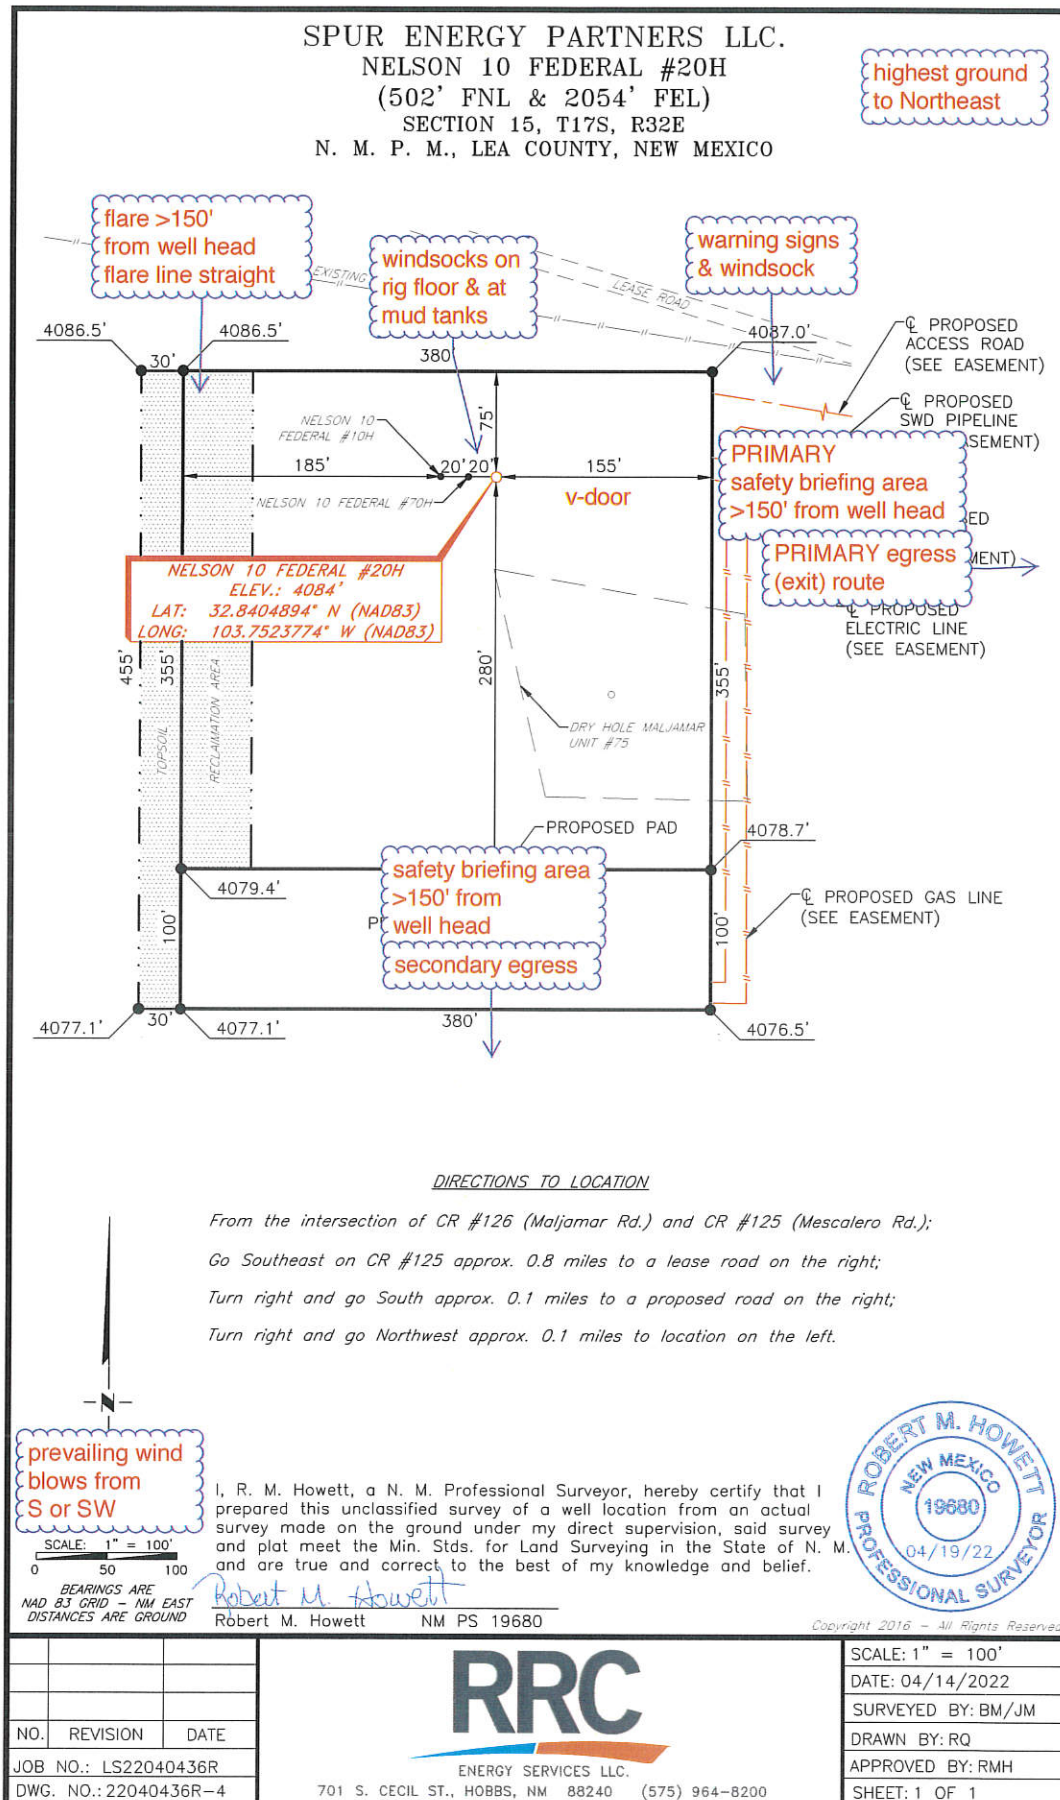 SPUR ENERGY PARTNERS LLC.
NELSON 10 FEDERAL #20H
(502' FNL & 2054' FEL)
SECTION 15, T17S, R32E
N. M. P. M., LEA COUNTY, NEW MEXICO
highest ground
to Northeast
flare >150'
from well head
flare line straight
windsocks on
rig floor & at
mud tanks
warning signs
& windsock
EXISTING
LEASE ROAD
4086.5'
4086.5'
4087.0'
30'
380'
℄ PROPOSED
ACCESS ROAD
(SEE EASEMENT)
℄ PROPOSED
SWD PIPELINE
SEMENT)
75'
NELSON 10
FEDERAL #10H
185'
20'
20'
155'
NELSON 10 FEDERAL #70H
v-door
PRIMARY
safety briefing area
>150' from well head
ED
MENT)
PRIMARY egress
(exit) route
℄ PROPOSED
ELECTRIC LINE
(SEE EASEMENT)
NELSON 10 FEDERAL #20H
ELEV.: 4084'
LAT: 32.8404894° N (NAD83)
LONG: 103.7523774° W (NAD83)
455'
355'
280'
355'
TOPSOIL
RECLAMATION AREA
DRY HOLE MALJAMAR
UNIT #75
PROPOSED PAD
4078.7'
4079.4'
safety briefing area
>150' from
well head
secondary egress
100'
100'
℄ PROPOSED GAS LINE
(SEE EASEMENT)
4077.1'
30'
4077.1'
380'
4076.5'
DIRECTIONS TO LOCATION
From the intersection of CR #126 (Maljamar Rd.) and CR #125 (Mescalero Rd.);
Go Southeast on CR #125 approx. 0.8 miles to a lease road on the right;
Turn right and go South approx. 0.1 miles to a proposed road on the right;
Turn right and go Northwest approx. 0.1 miles to location on the left.
N
prevailing wind
blows from
S or SW
SCALE: 1" = 100'
0 50 100
BEARINGS ARE
NAD 83 GRID – NM EAST
DISTANCES ARE GROUND
I, R. M. Howett, a N. M. Professional Surveyor, hereby certify that I
prepared this unclassified survey of a well location from an actual
survey made on the ground under my direct supervision, said survey
and plat meet the Min. Stds. for Land Surveying in the State of N. M.
and are true and correct to the best of my knowledge and belief.
Robert M. Howett
Robert M. Howett NM PS 19680
ROBERT M. HOWETT
NEW MEXICO
19680
04/19/22
PROFESSIONAL SURVEYOR
Copyright 2016 – All Rights Reserved
NO. REVISION DATE
JOB NO.: LS22040436R
DWG. NO.: 22040436R-4
RRC
ENERGY SERVICES LLC.
701 S. CECIL ST., HOBBS, NM 88240 (575) 964-8200
SCALE: 1" = 100'
DATE: 04/14/2022
SURVEYED BY: BM/JM
DRAWN BY: RQ
APPROVED BY: RMH
SHEET: 1 OF 1